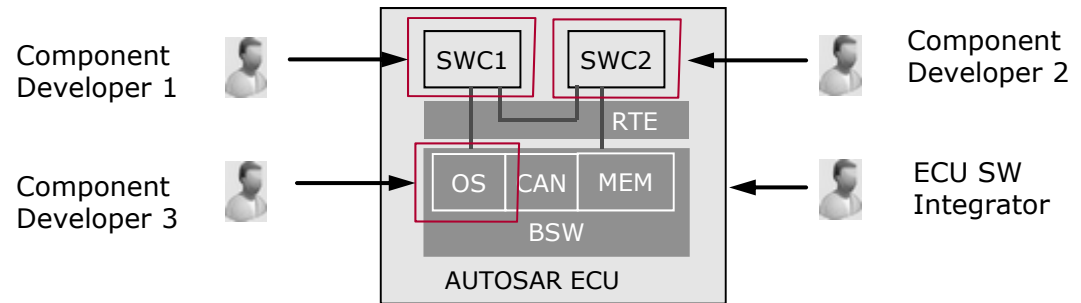 Component
Developer 1
SWC1
SWC2
Component
Developer 2
RTE
Component
Developer 3
OS
CAN
MEM
ECU SW
Integrator
BSW
AUTOSAR ECU